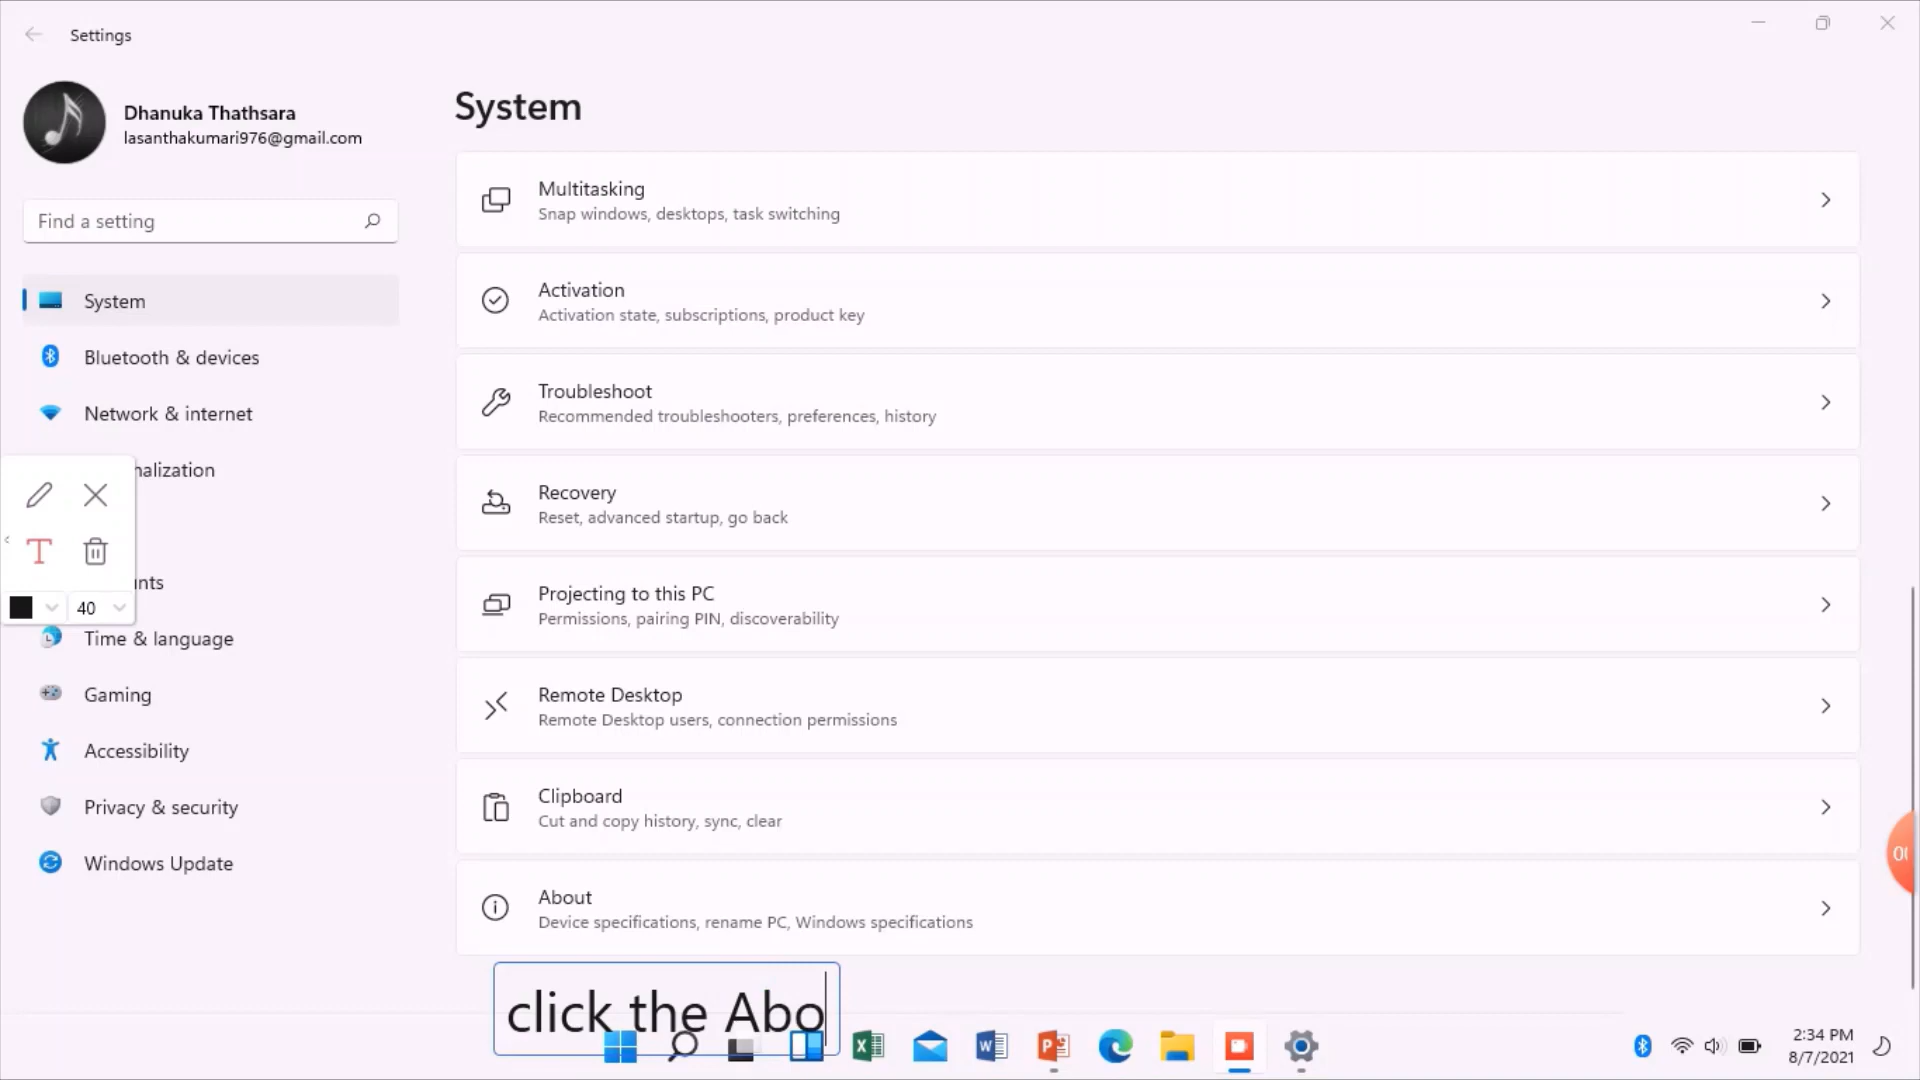 Settings
Dhanuka Thathsara
lasanthakumari976@gmail.com
Find a setting
System
Bluetooth & devices
Network & internet
nalization
nts
40
Time & language
Gaming
Accessibility
Privacy & security
Windows Update
System
Multitasking
Snap windows, desktops, task switching
Activation
Activation state, subscriptions, product key
Troubleshoot
Recommended troubleshooters, preferences, history
Recovery
Reset, advanced startup, go back
Projecting to this PC
Permissions, pairing PIN, discoverability
Remote Desktop
Remote Desktop users, connection permissions
Clipboard
Cut and copy history, sync, clear
About
Device specifications, rename PC, Windows specifications
click the Abo
2:34 PM
8/7/2021